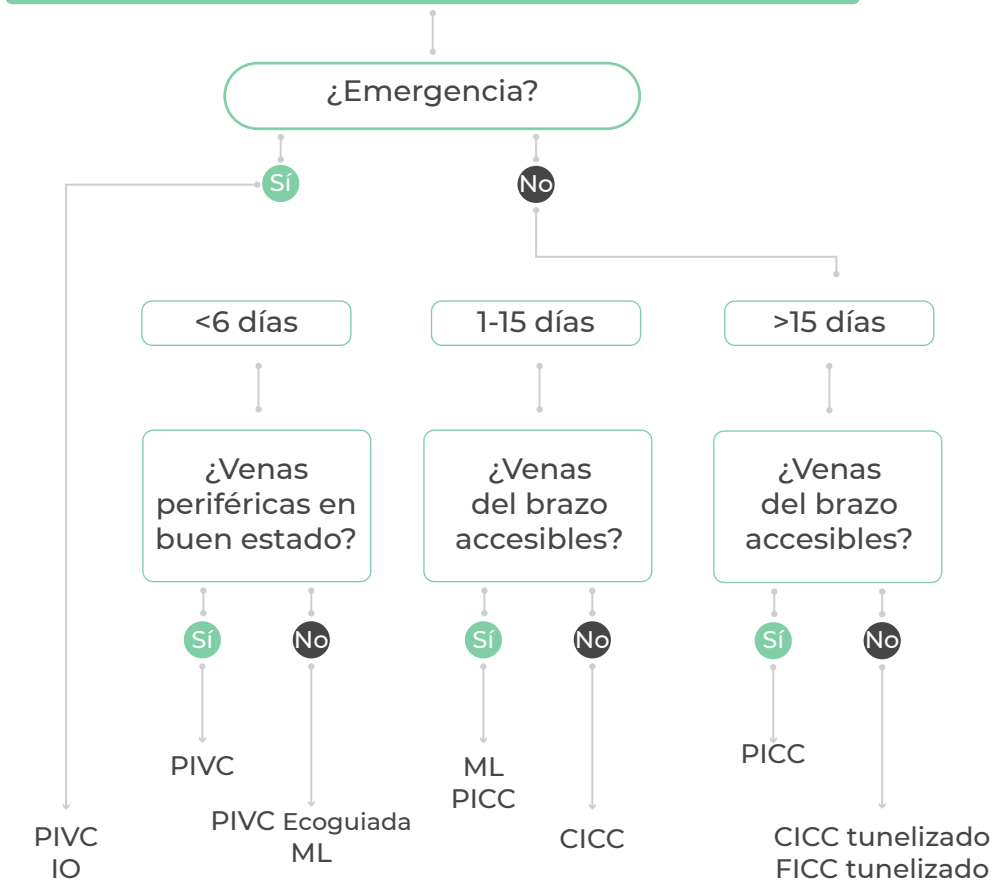 ¿Emergencia?
Sí
No
<6 días
1-15 días
>15 días
¿Venas
periféricas en
buen estado?
¿Venas
del brazo
accesibles?
¿Venas
del brazo
accesibles?
Sí
No
Sí
No
Sí
No
PIVC
ML
PICC
PICC
PIVC
IO
PIVC Ecoguiada
ML
CICC
CICC tunelizado
FICC tunelizado